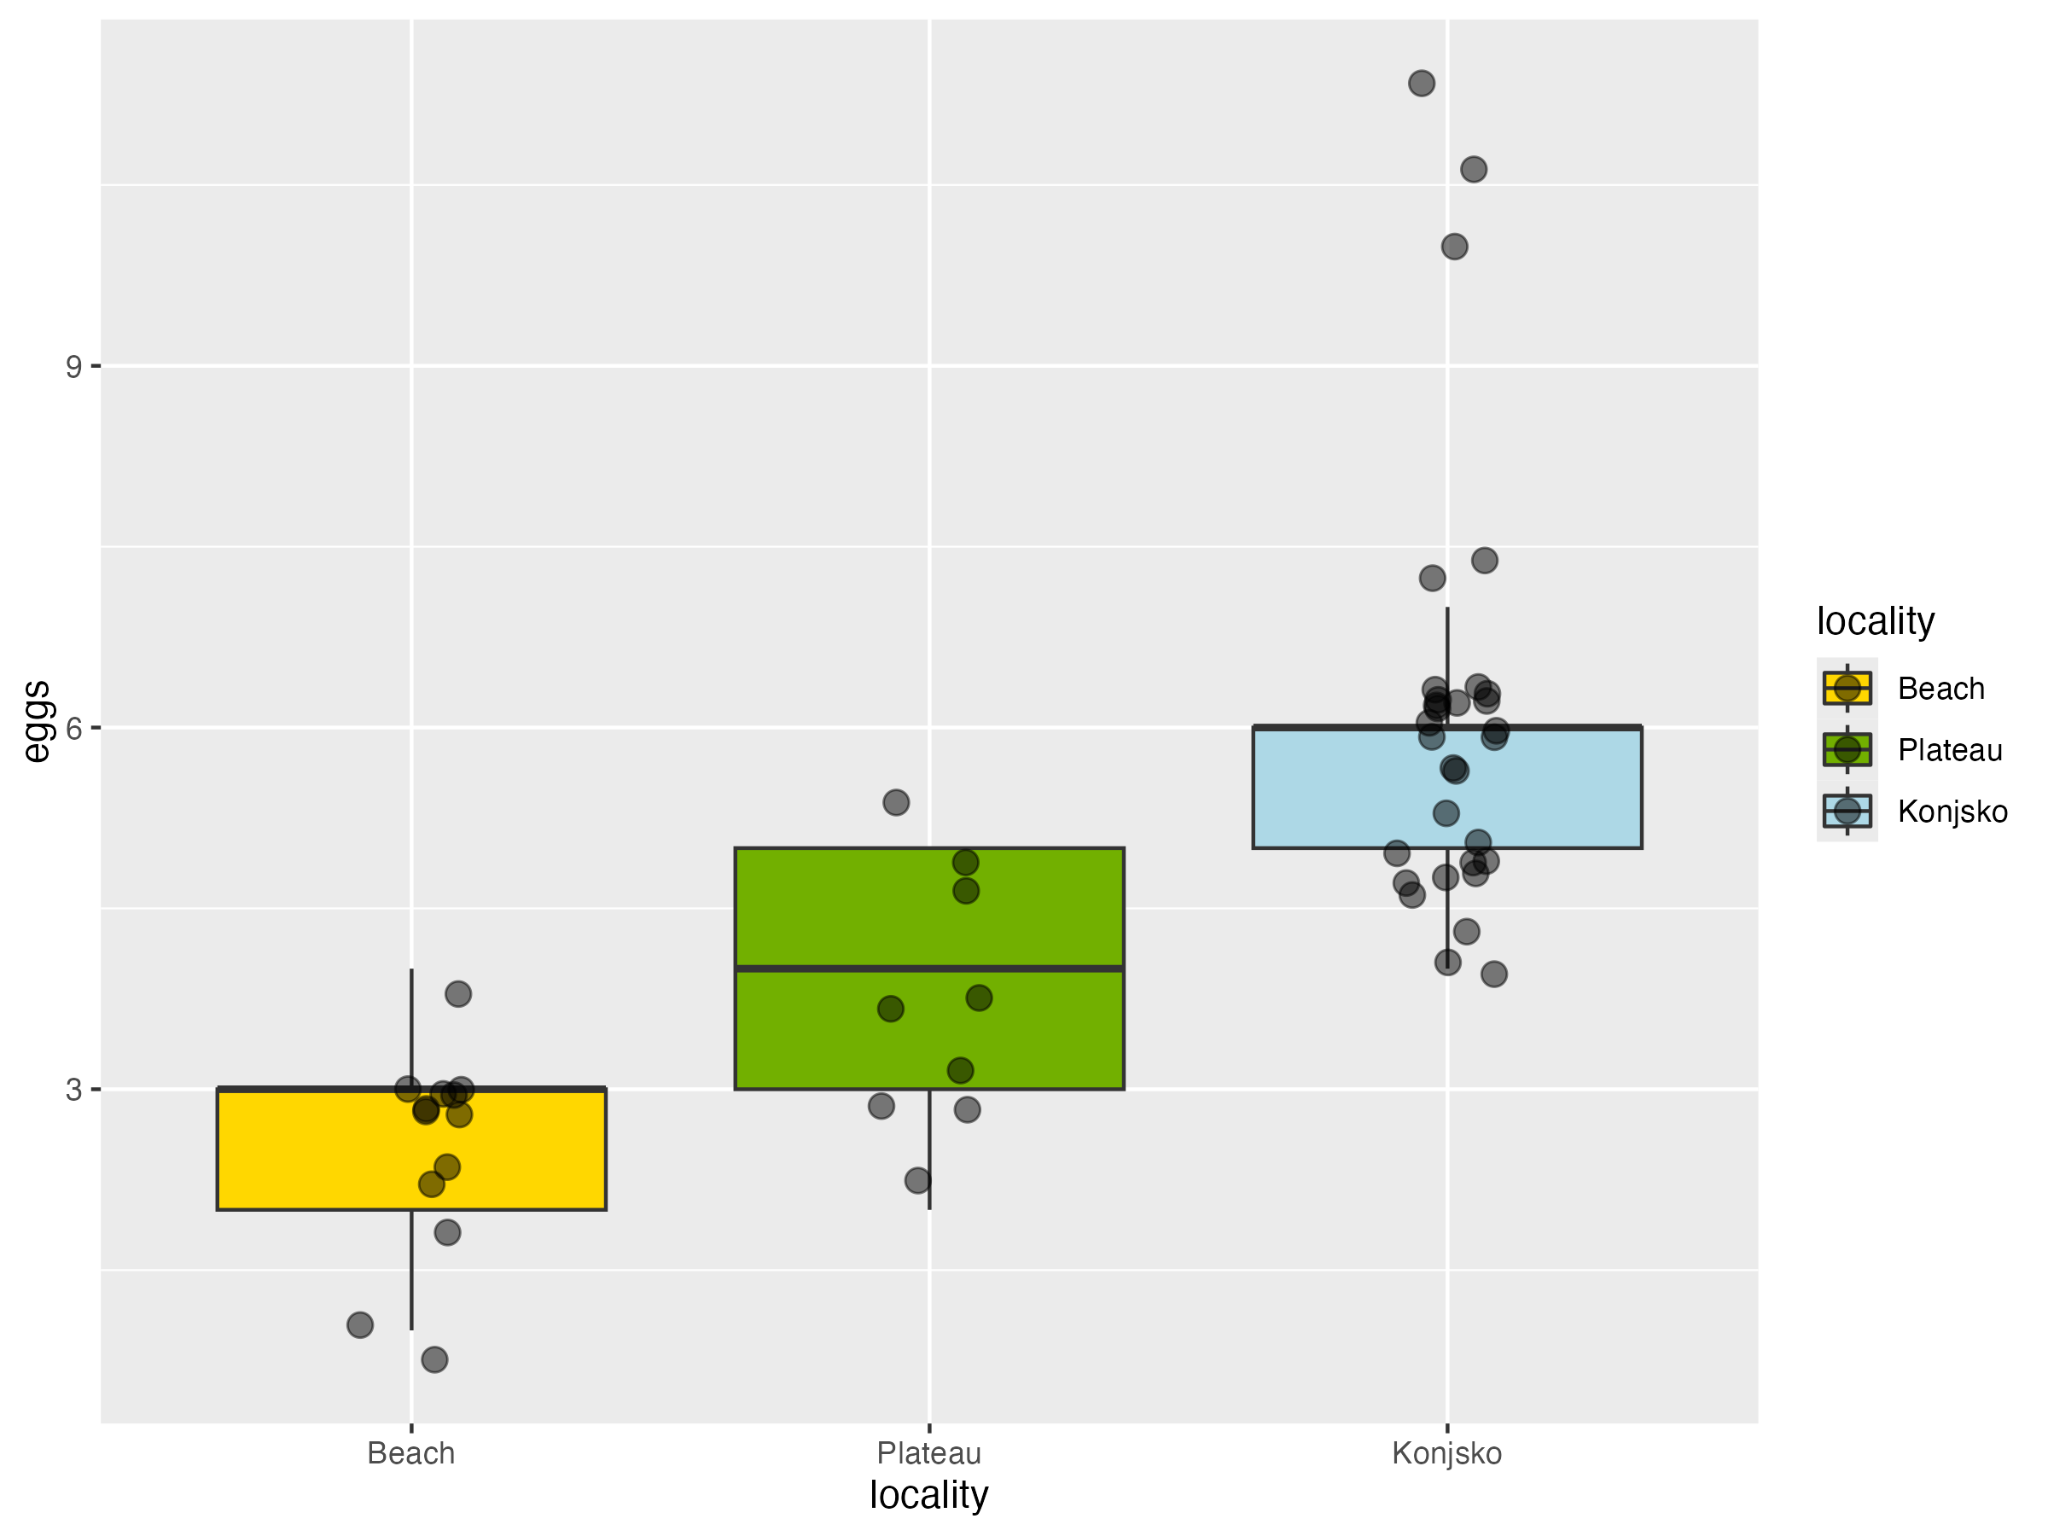 9
6
3
eggs
Beach
Plateau
Konjsko
locality
locality
Beach
Plateau
Konjsko